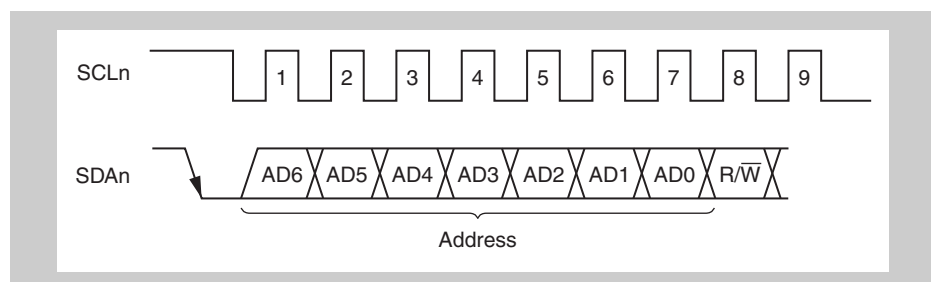 SCLn 1 2 3 4 5 6 7 8 9
SDAn AD6 AD5 AD4 AD3 AD2 AD1 AD0 R/W̅
Address